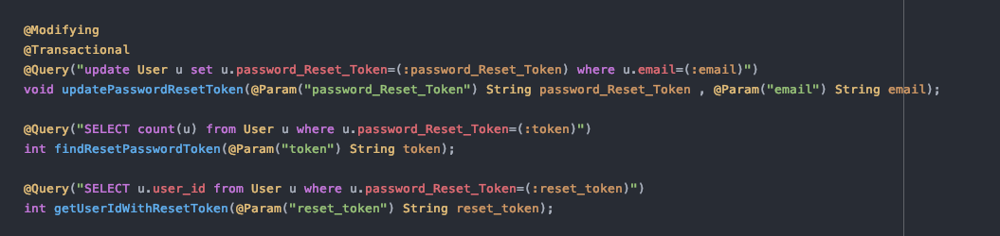 @Modifying
@Transactional
@Query("update User u set u.password_Reset_Token=(:password_Reset_Token) where u.email=(:email)")
void updatePasswordResetToken(@Param("password_Reset_Token") String password_Reset_Token , @Param("email") String email);
@Query("SELECT count(u) from User u where u.password_Reset_Token=(:token)")
int findResetPasswordToken(@Param("token") String token);
@Query("SELECT u.user_id from User u where u.password_Reset_Token=(:reset_token)")
int getUserIdWithResetToken(@Param("reset_token") String reset_token);